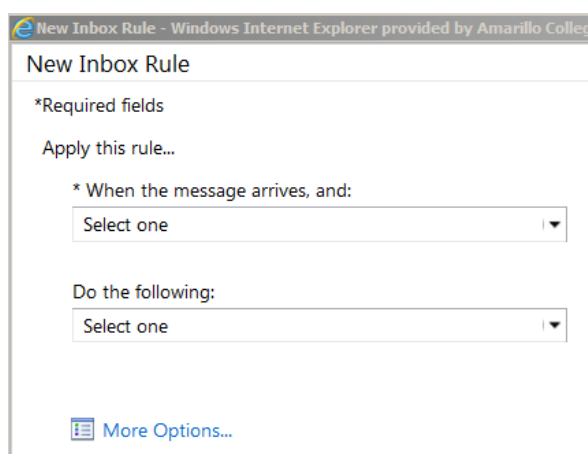 New Inbox Rule - Windows Internet Explorer provided by Amarillo
New Inbox Rule
*Required fields
Apply this rule...
* When the message arrives, and:
Select one
Do the following:
Select one
More Options...